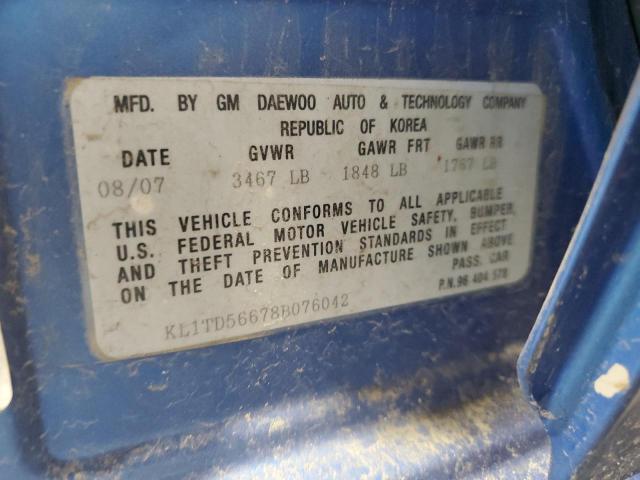 MFD. BY GM DAEWOO AUTO & TECHNOLOGY COMPANY
REPUBLIC OF KOREA
DATE GVWR GAWR FRT GAWR RR
08/07 3467 LB 1848 LB 1767 LB
THIS VEHICLE CONFORMS TO ALL APPLICABLE
U.S. FEDERAL MOTOR VEHICLE SAFETY, BUMPER,
AND THEFT PREVENTION STANDARDS IN EFFECT
ON THE DATE OF MANUFACTURE SHOWN ABOVE
PASS. CAR
P.N.96 404 578
KL1TD56678B076042